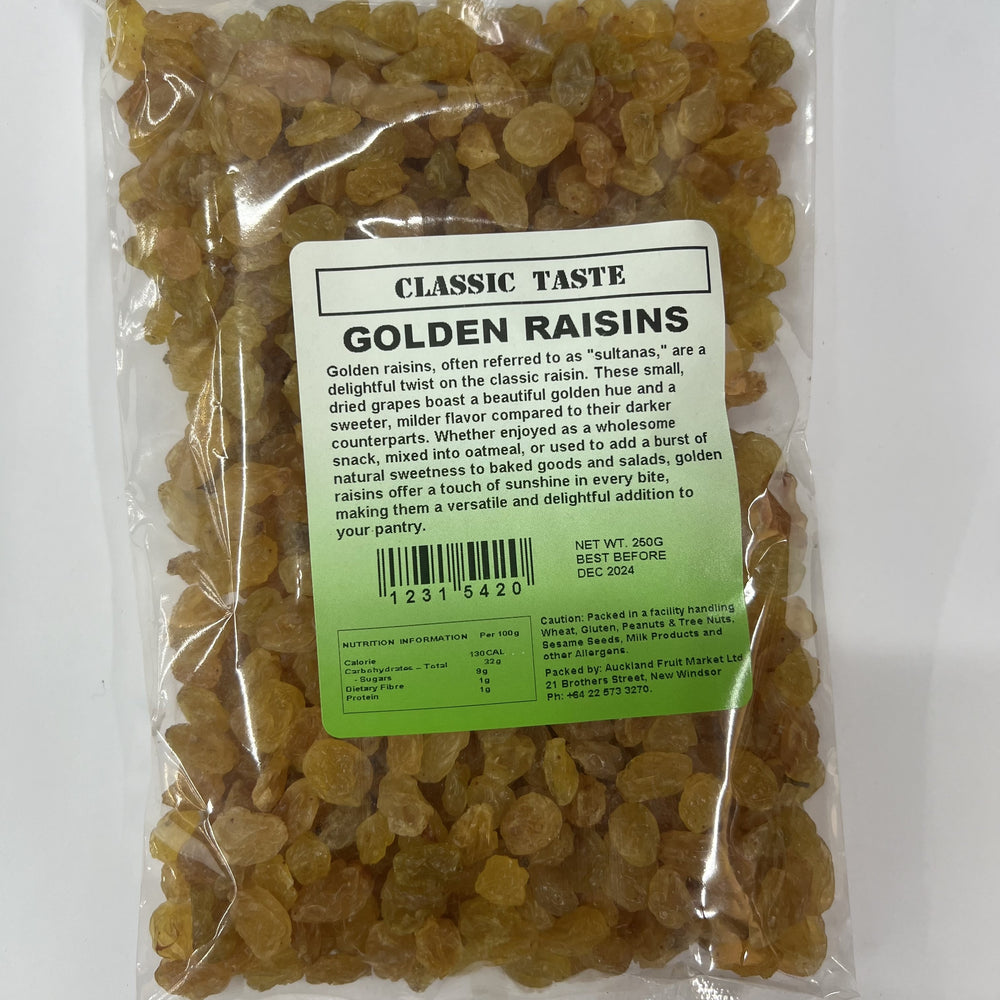 CLASSIC TASTE
GOLDEN RAISINS
Golden raisins, often referred to as "sultanas," are a
delightful twist on the classic raisin. These small,
dried grapes boast a beautiful golden hue and a
sweeter, milder flavor compared to their darker
counterparts. Whether enjoyed as a wholesome
snack, mixed into oatmeal, or used to add a burst of
natural sweetness to baked goods and salads, golden
raisins offer a touch of sunshine in every bite,
making them a versatile and delightful addition to
your pantry.
1231 5420
NET WT. 250G
BEST BEFORE
DEC 2024
NUTRITION INFORMATION Per 100g
Calorie 130CAL
Carbohydrates – Total 32g
- Sugars 9g
Dietary Fibre 1g
Protein 1g
Caution: Packed in a facility handling
Wheat, Gluten, Peanuts & Tree Nuts,
Sesame Seeds, Milk Products and
other Allergens.
Packed by: Auckland Fruit Market Ltd
21 Brothers Street, New Windsor
Ph: +64 22 573 3270.